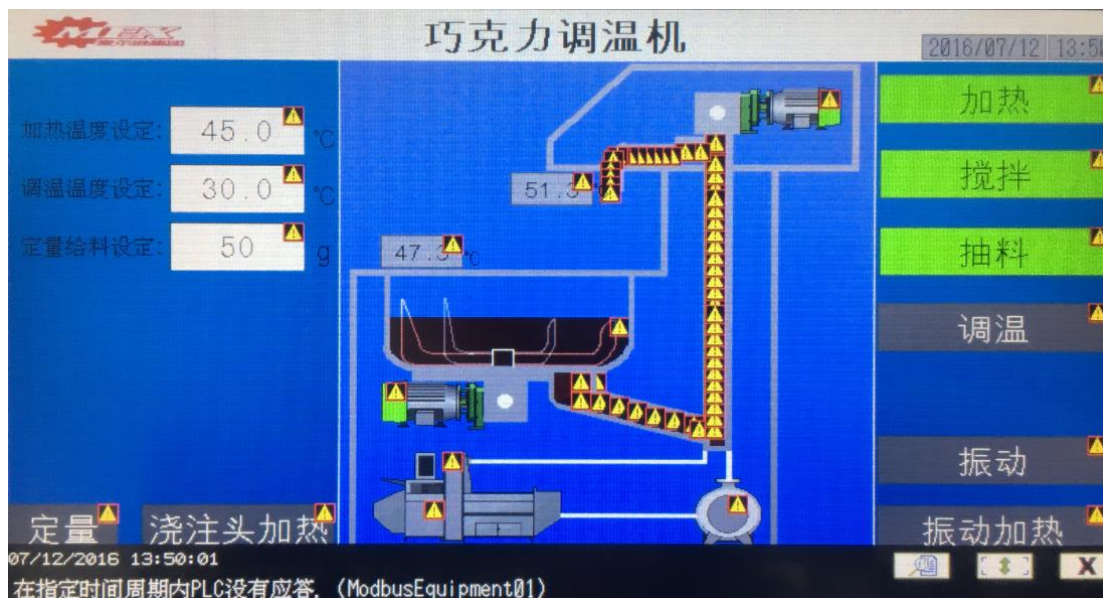 巧克力调温机
2016/07/12 13:50
加热温度设定: 45.0 ℃
调温温度设定: 30.0 ℃
定量给料设定: 50 g
51.3
47.3 ℃
加热
搅拌
抽料
调温
振动
振动加热
定量 浇注头加热
07/12/2016 13:50:01
在指定时间周期内PLC没有应答. (ModbusEquipment01)
X